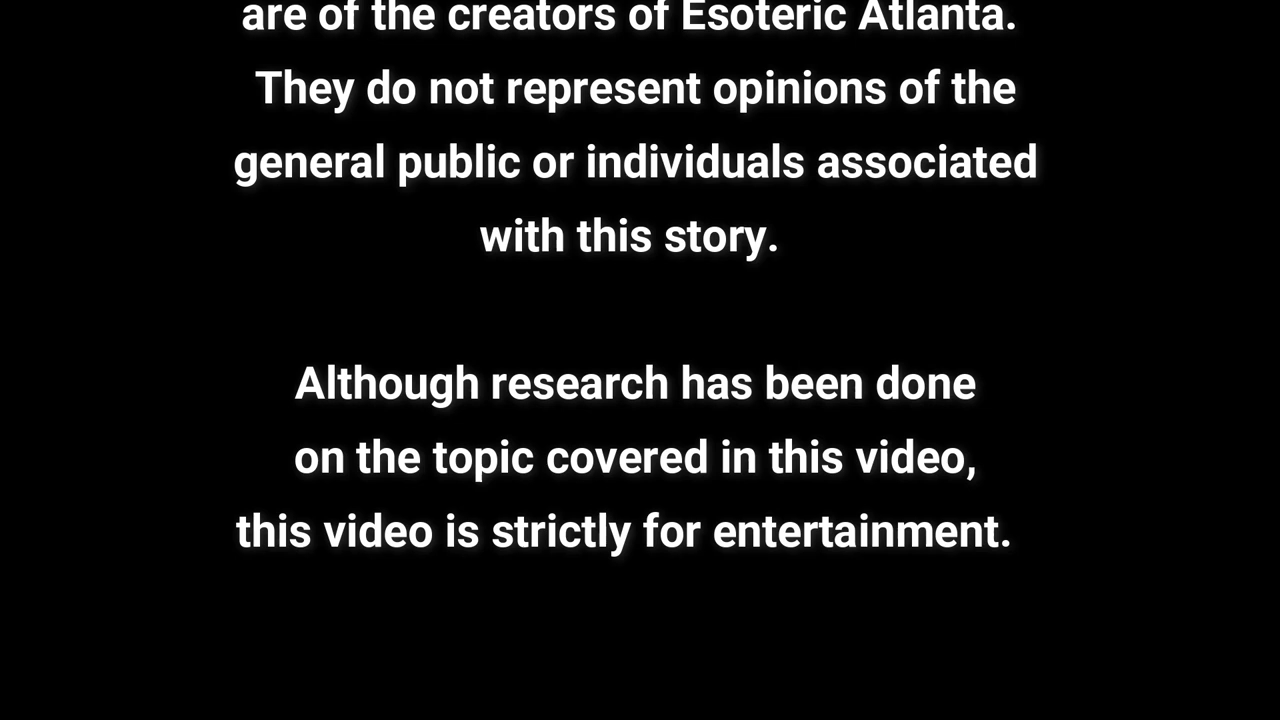 are of the creators of Esoteric Atlanta.
They do not represent opinions of the
general public or individuals associated
with this story.
Although research has been done
on the topic covered in this video,
this video is strictly for entertainment.